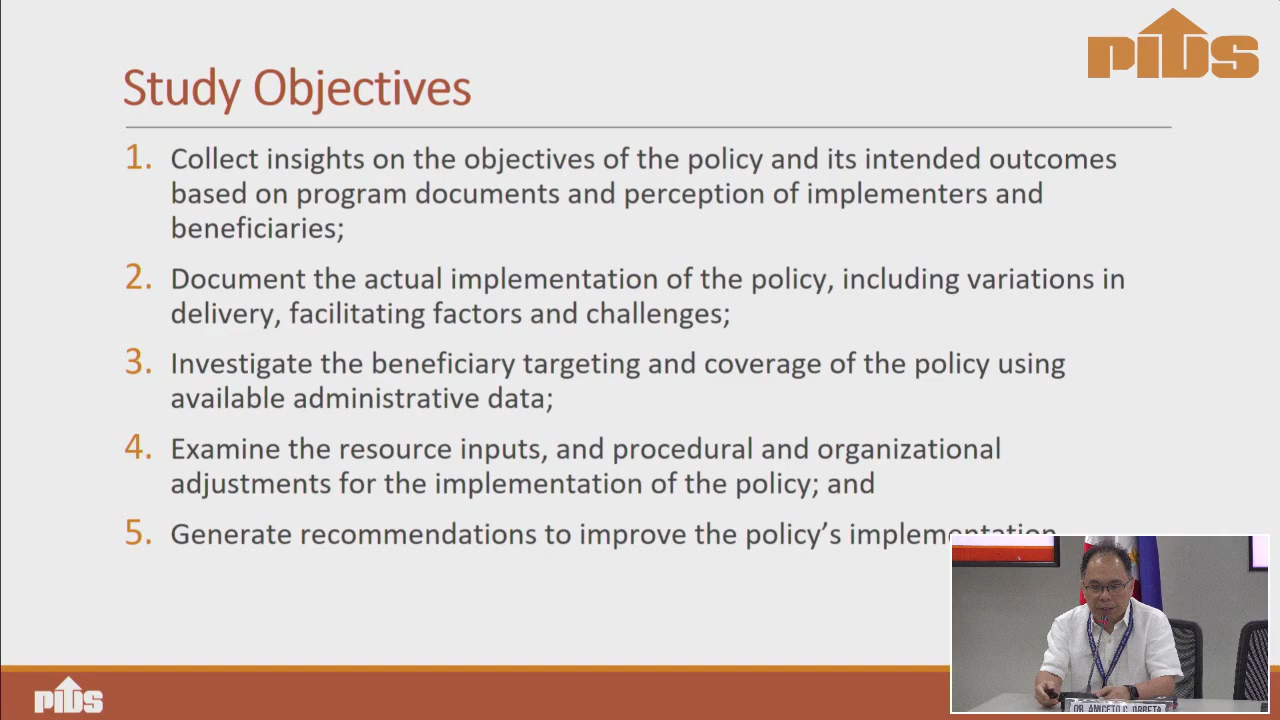 PIDS
Study Objectives
1. Collect insights on the objectives of the policy and its intended outcomes
based on program documents and perception of implementers and
beneficiaries;
2. Document the actual implementation of the policy, including variations in
delivery, facilitating factors and challenges;
3. Investigate the beneficiary targeting and coverage of the policy using
available administrative data;
4. Examine the resource inputs, and procedural and organizational
adjustments for the implementation of the policy; and
5. Generate recommendations to improve the policy's implementation
PIDS
DR. ANICETO C. ORBETA